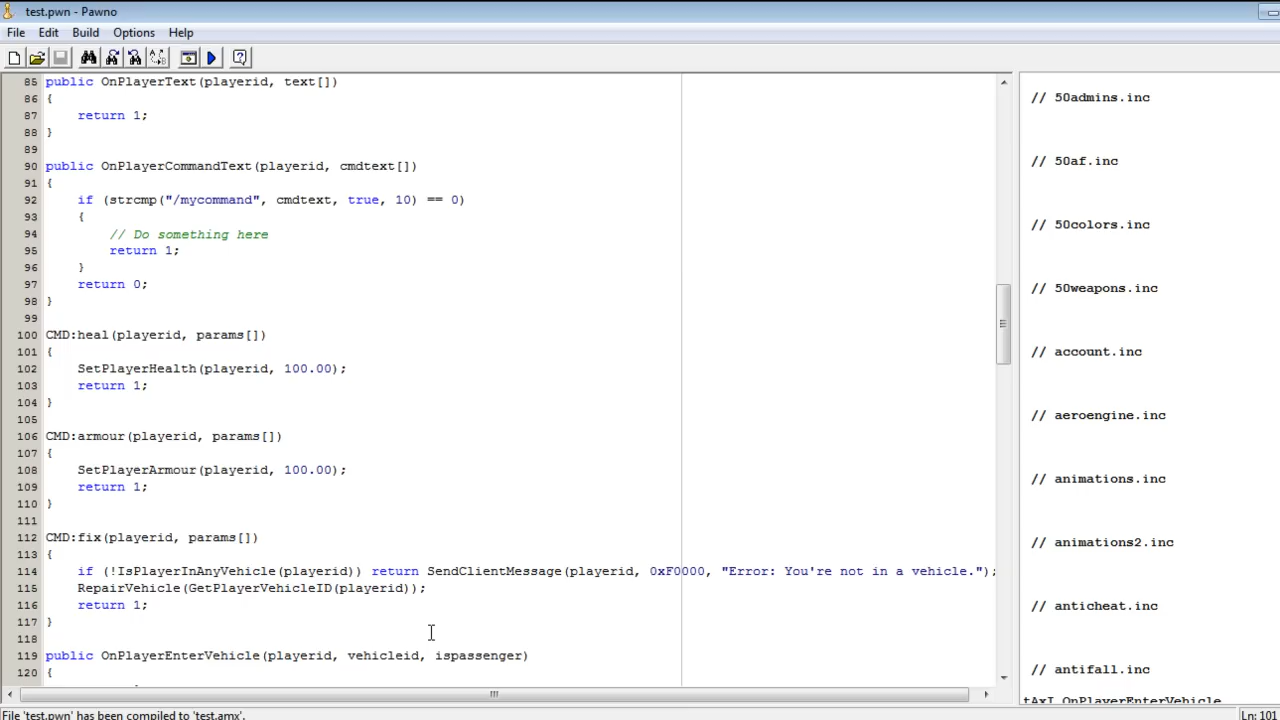 test.pwn - Pawno
File Edit Build Options Help
85 public OnPlayerText(playerid, text[])
86 {
87 return 1;
88 }
89
90 public OnPlayerCommandText(playerid, cmdtext[])
91 {
92 if (strcmp("/mycommand", cmdtext, true, 10) == 0)
93 {
94 // Do something here
95 return 1;
96 }
97 return 0;
98 }
99
100 CMD:heal(playerid, params[])
101 {
102 SetPlayerHealth(playerid, 100.00);
103 return 1;
104 }
105
106 CMD:armour(playerid, params[])
107 {
108 SetPlayerArmour(playerid, 100.00);
109 return 1;
110 }
111
112 CMD:fix(playerid, params[])
113 {
114 if (!IsPlayerInAnyVehicle(playerid)) return SendClientMessage(playerid, 0xF0000, "Error: You're not in a vehicle.");
115 RepairVehicle(GetPlayerVehicleID(playerid));
116 return 1;
117 }
118
119 public OnPlayerEnterVehicle(playerid, vehicleid, ispassenger)
120 {
// 50admins.inc
// 50af.inc
// 50colors.inc
// 50weapons.inc
// account.inc
// aeroengine.inc
// animations.inc
// animations2.inc
// anticheat.inc
// antifall.inc
tAxI_OnPlayerEnterVehicle
File 'test.pwn' has been compiled to 'test.amx'.
Ln: 101